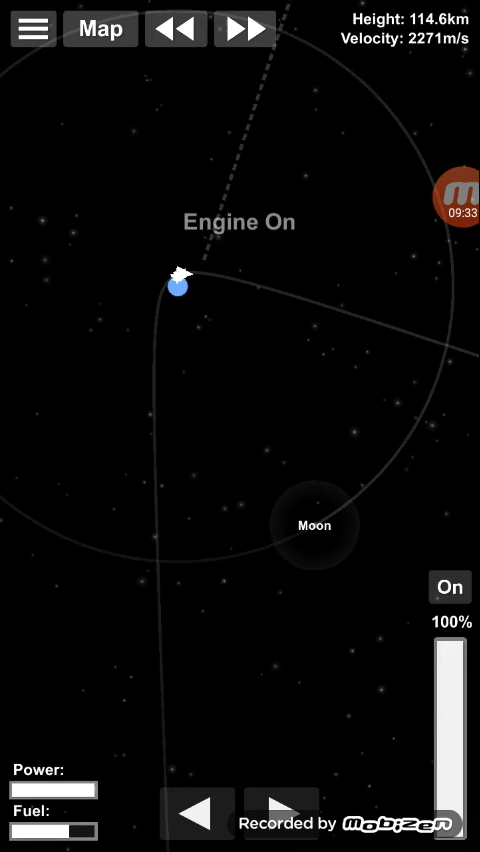 Map
Height: 114.6km
Velocity: 2271m/s
09:33
Engine On
Moon
On
100%
Power:
Fuel:
Recorded by mobizen